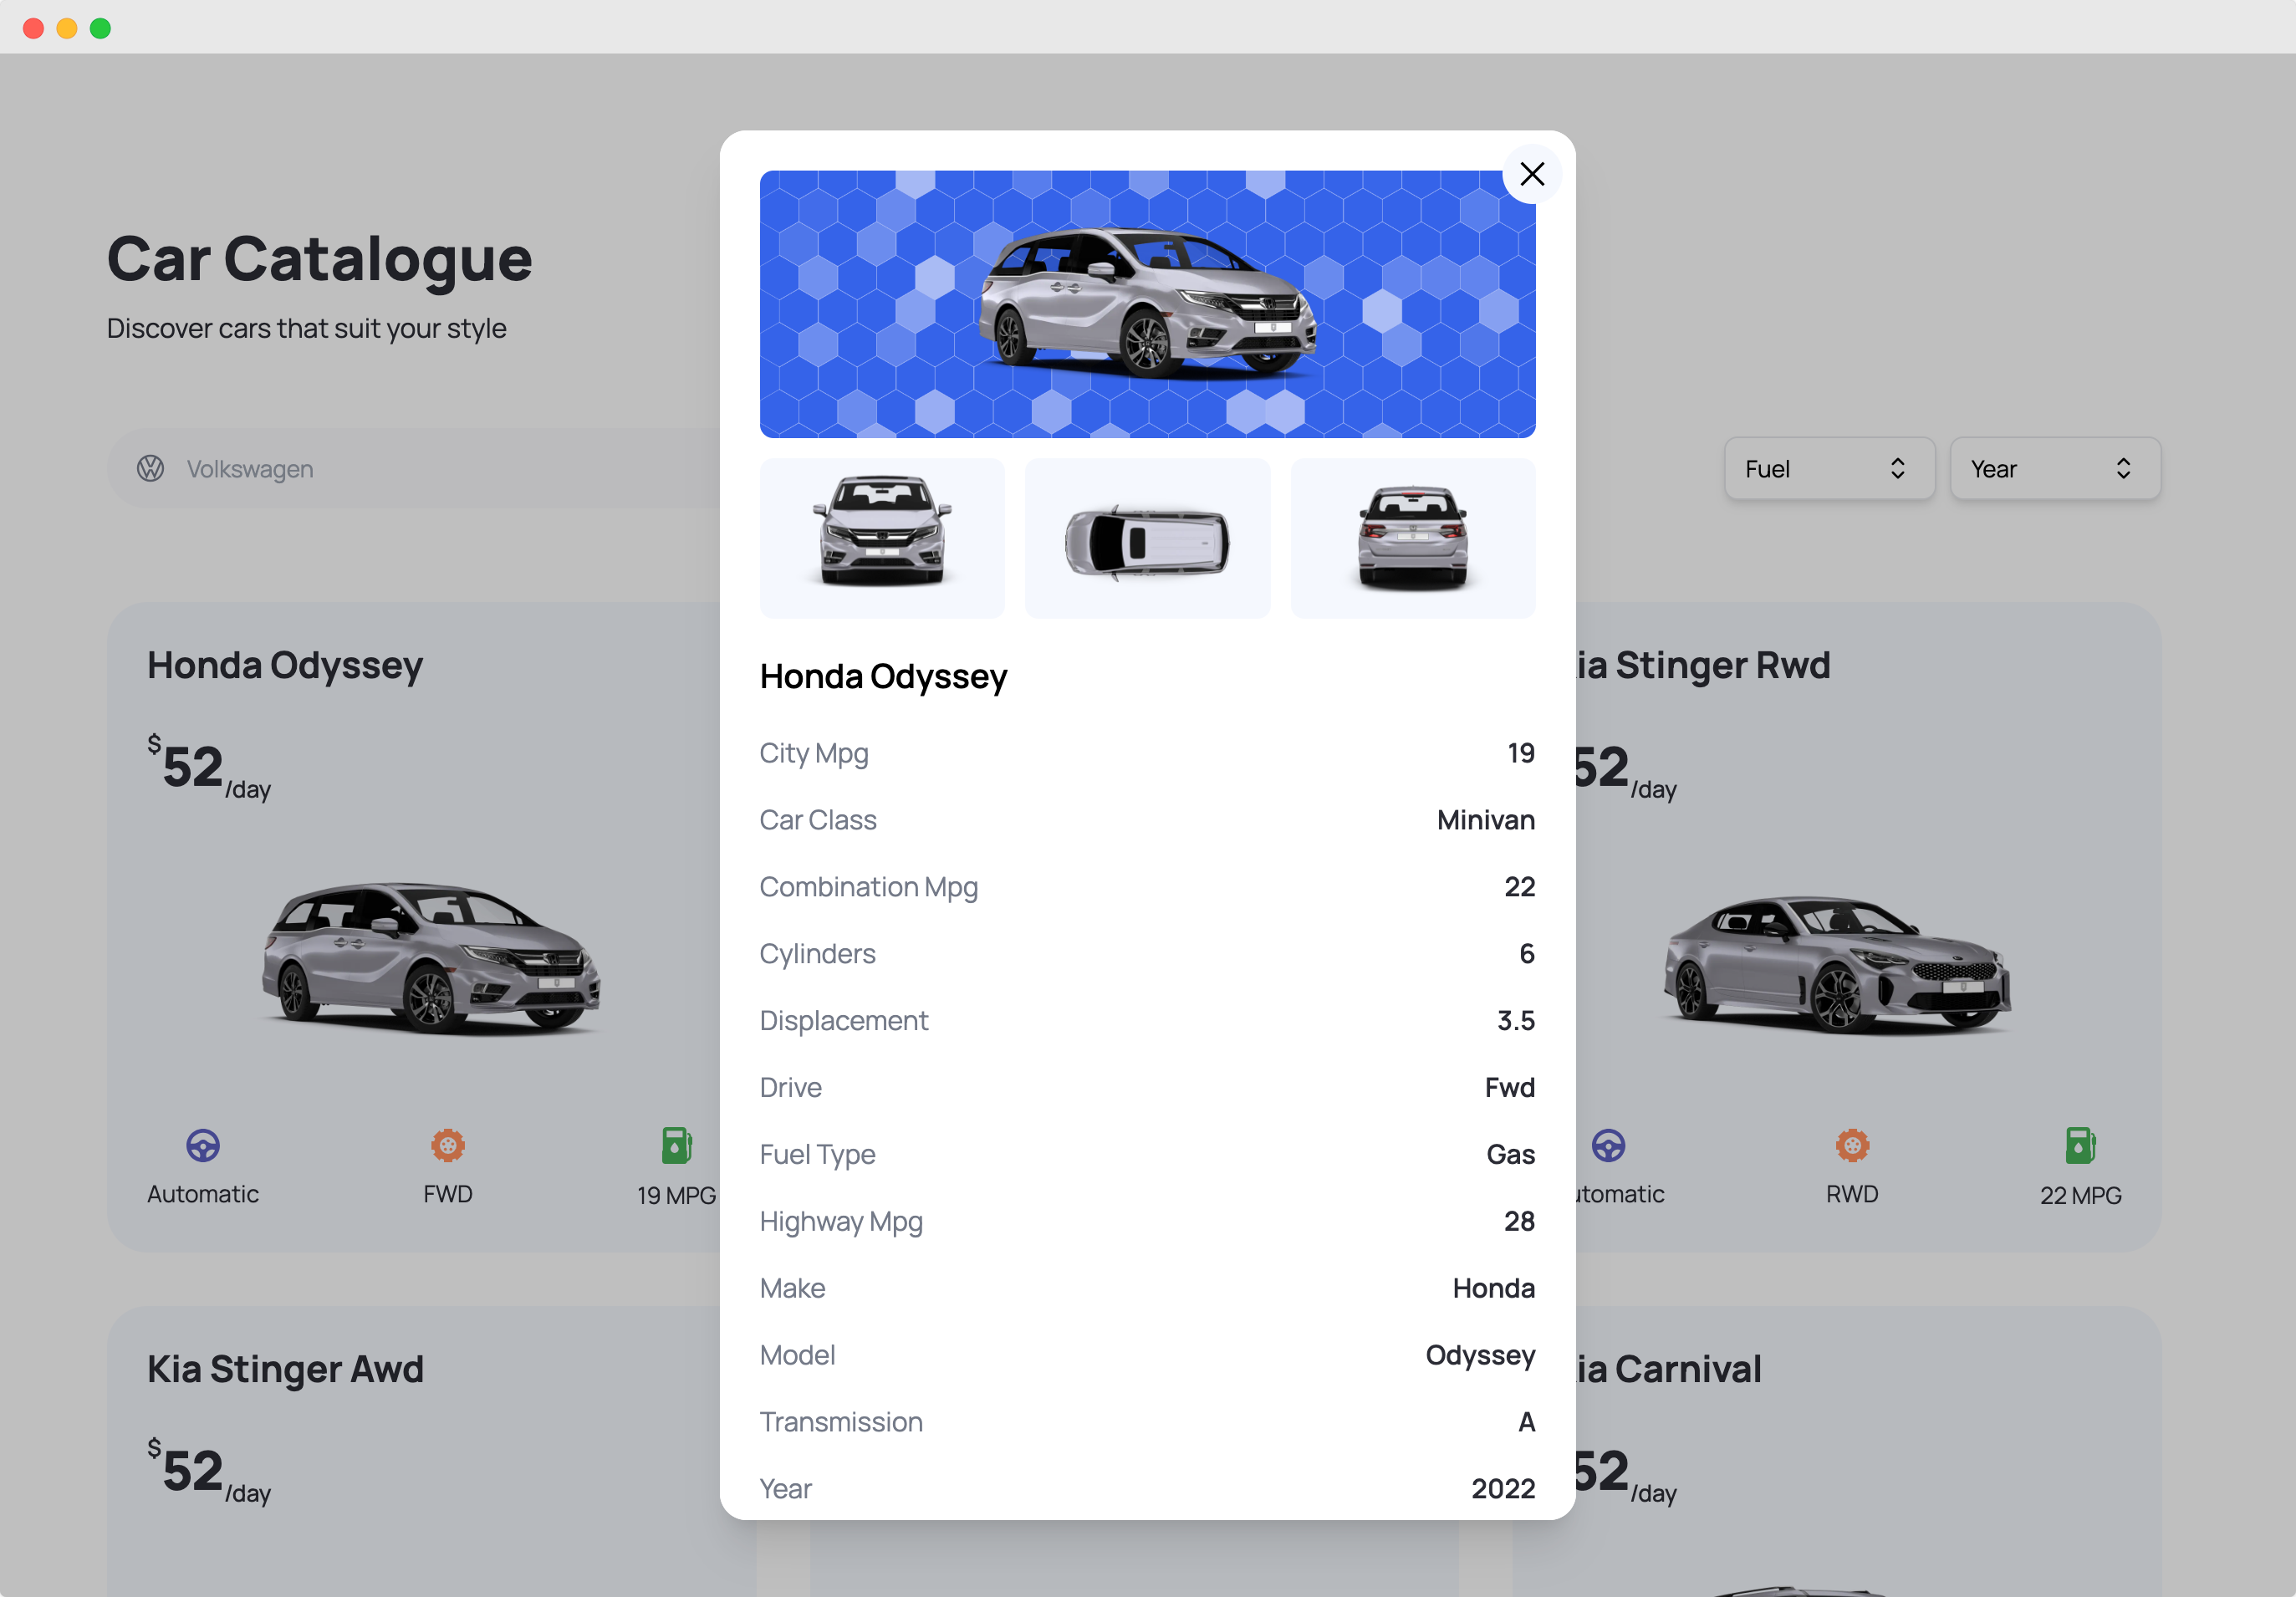 Car Catalogue
Discover cars that suit your style
Volkswagen
Fuel
Year
Honda Odyssey
$52/day
Automatic
FWD
19 MPG
Honda Odyssey
City Mpg 19
Car Class Minivan
Combination Mpg 22
Cylinders 6
Displacement 3.5
Drive Fwd
Fuel Type Gas
Highway Mpg 28
Make Honda
Model Odyssey
Transmission A
Year 2022
ia Stinger Rwd
52/day
utomatic
RWD
22 MPG
Kia Stinger Awd
$52/day
ia Carnival
52/day